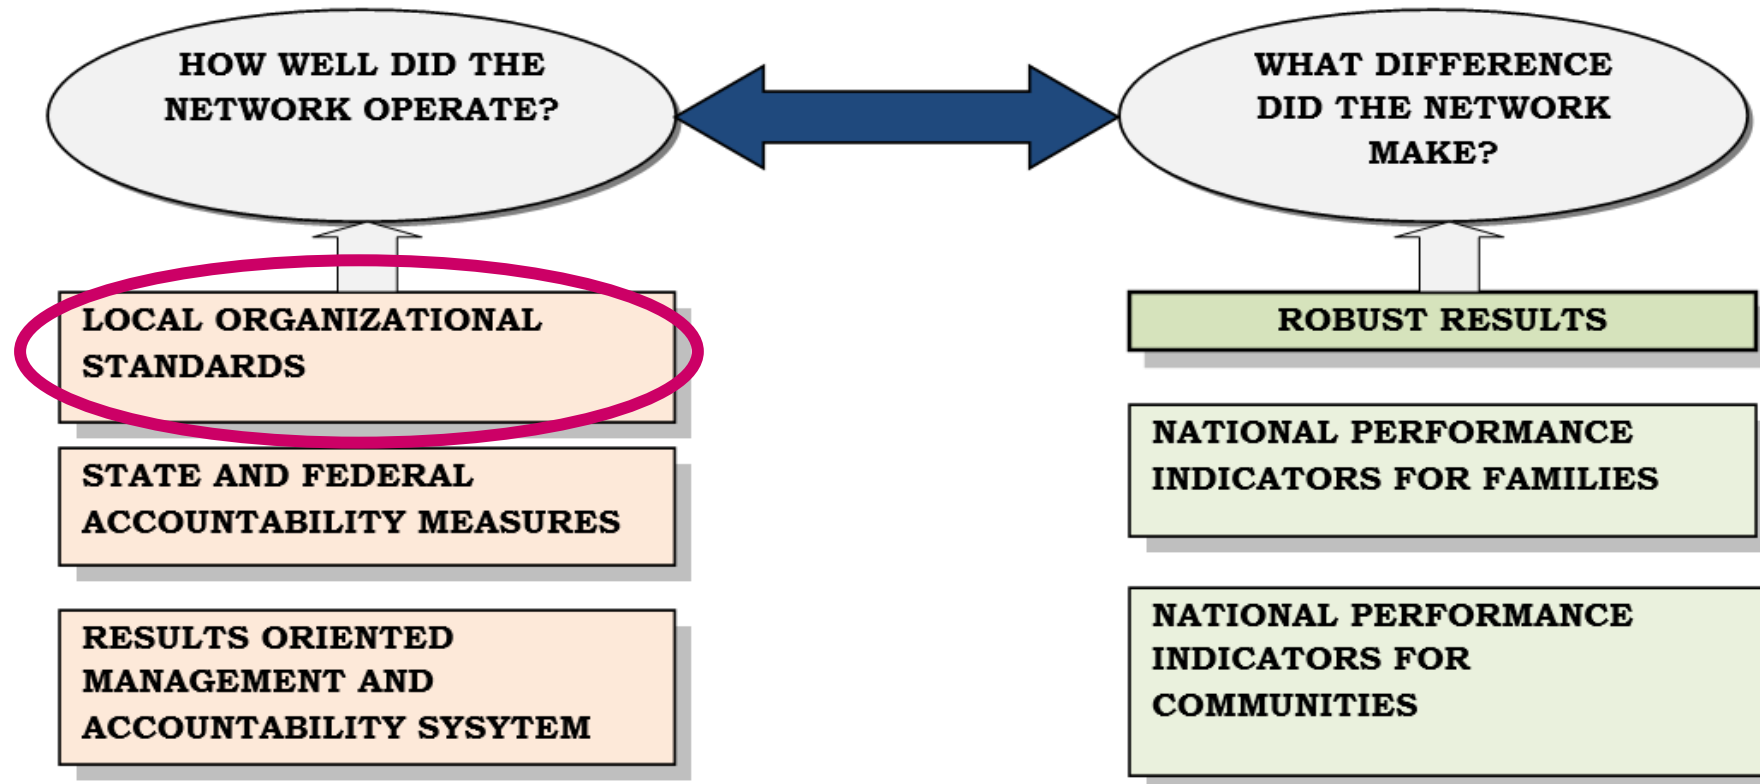 HOW WELL DID THE
NETWORK OPERATE?
WHAT DIFFERENCE
DID THE NETWORK
MAKE?
LOCAL ORGANIZATIONAL
STANDARDS
STATE AND FEDERAL
ACCOUNTABILITY MEASURES
RESULTS ORIENTED
MANAGEMENT AND
ACCOUNTABILITY SYSYTEM
ROBUST RESULTS
NATIONAL PERFORMANCE
INDICATORS FOR FAMILIES
NATIONAL PERFORMANCE
INDICATORS FOR
COMMUNITIES